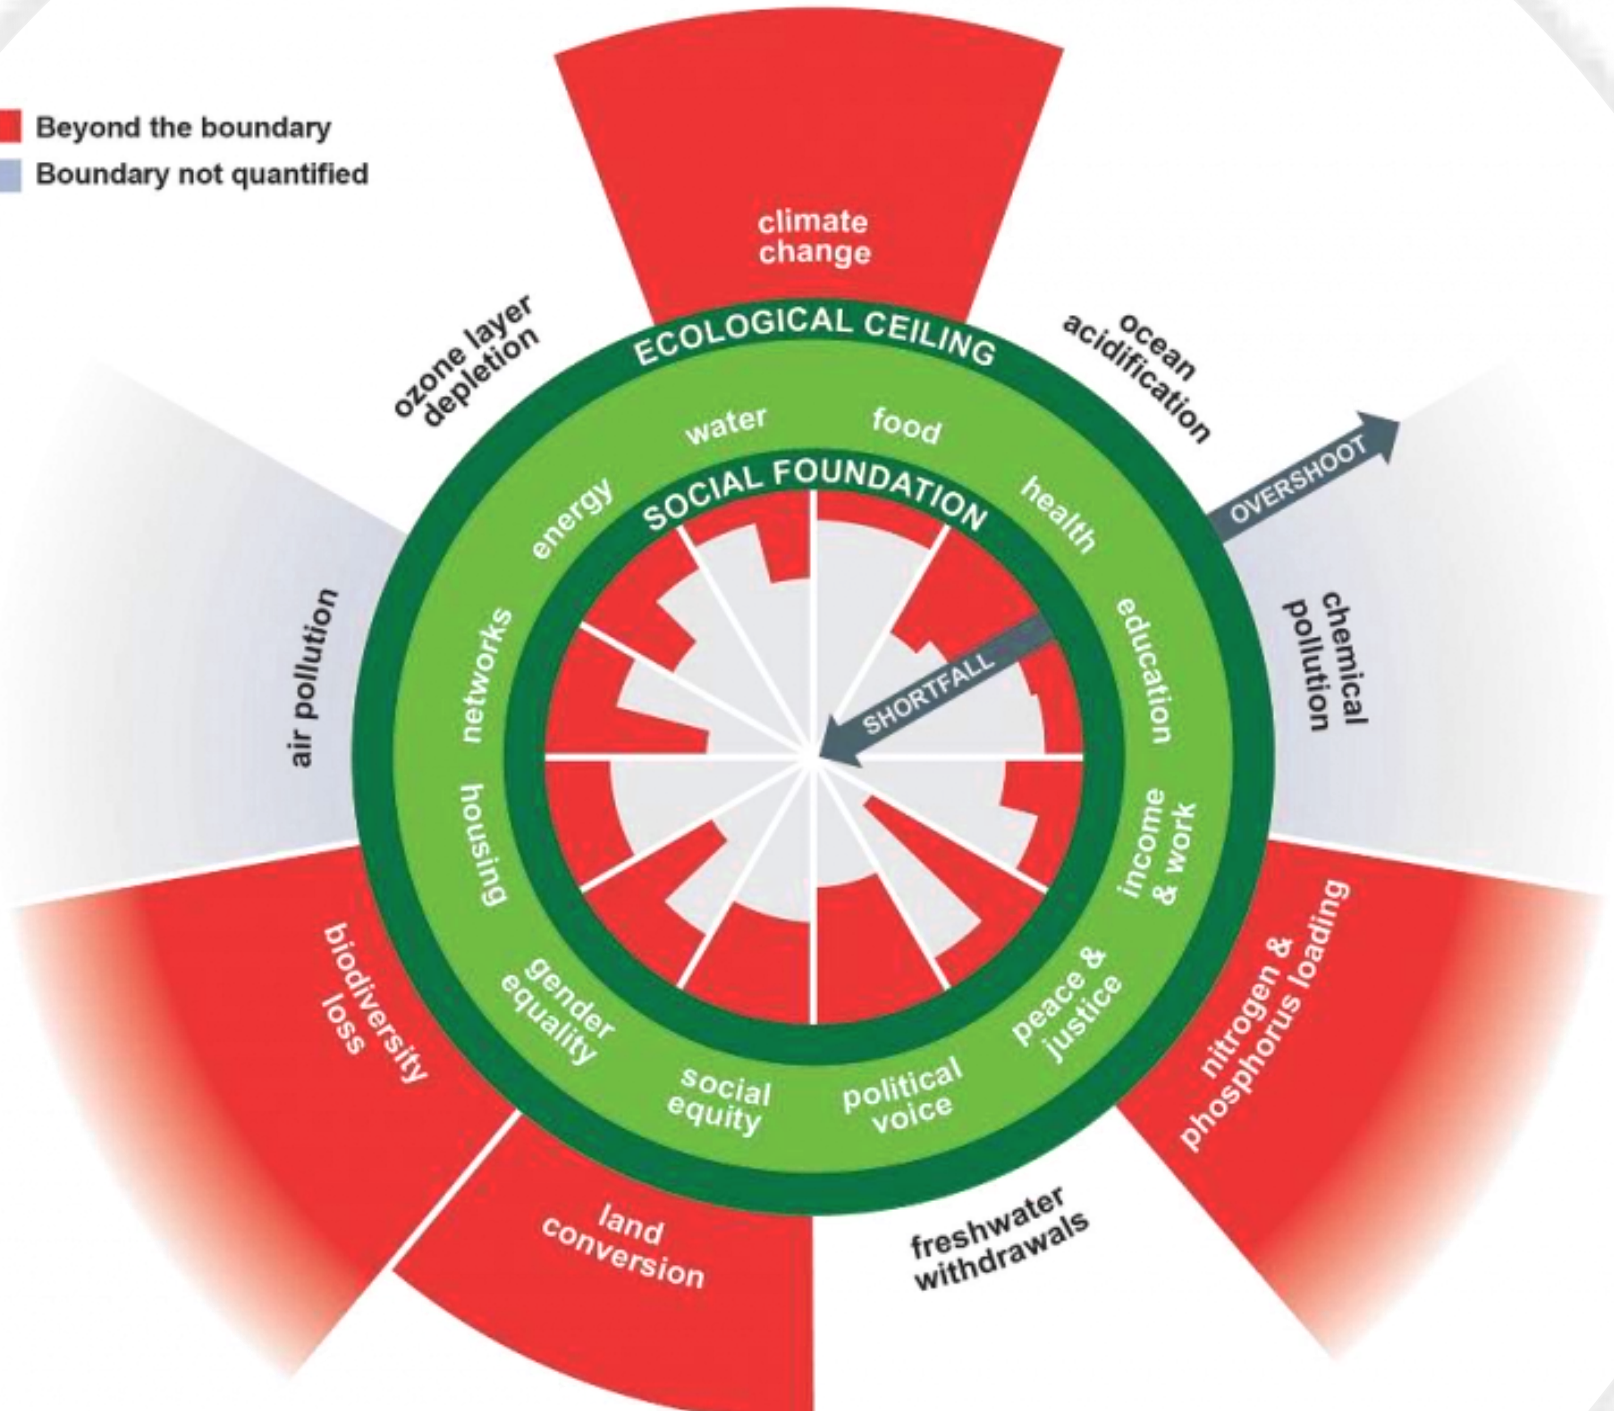 Beyond the boundary
Boundary not quantified
climate
change
ozone layer
depletion
ocean
acidification
ECOLOGICAL CEILING
OVERSHOOT
water
food
energy
health
SOCIAL FOUNDATION
networks
education
SHORTFALL
air pollution
chemical
pollution
housing
income
& work
biodiversity
loss
nitrogen &
phosphorus loading
gender
equality
peace &
justice
social
equity
political
voice
land
conversion
freshwater
withdrawals